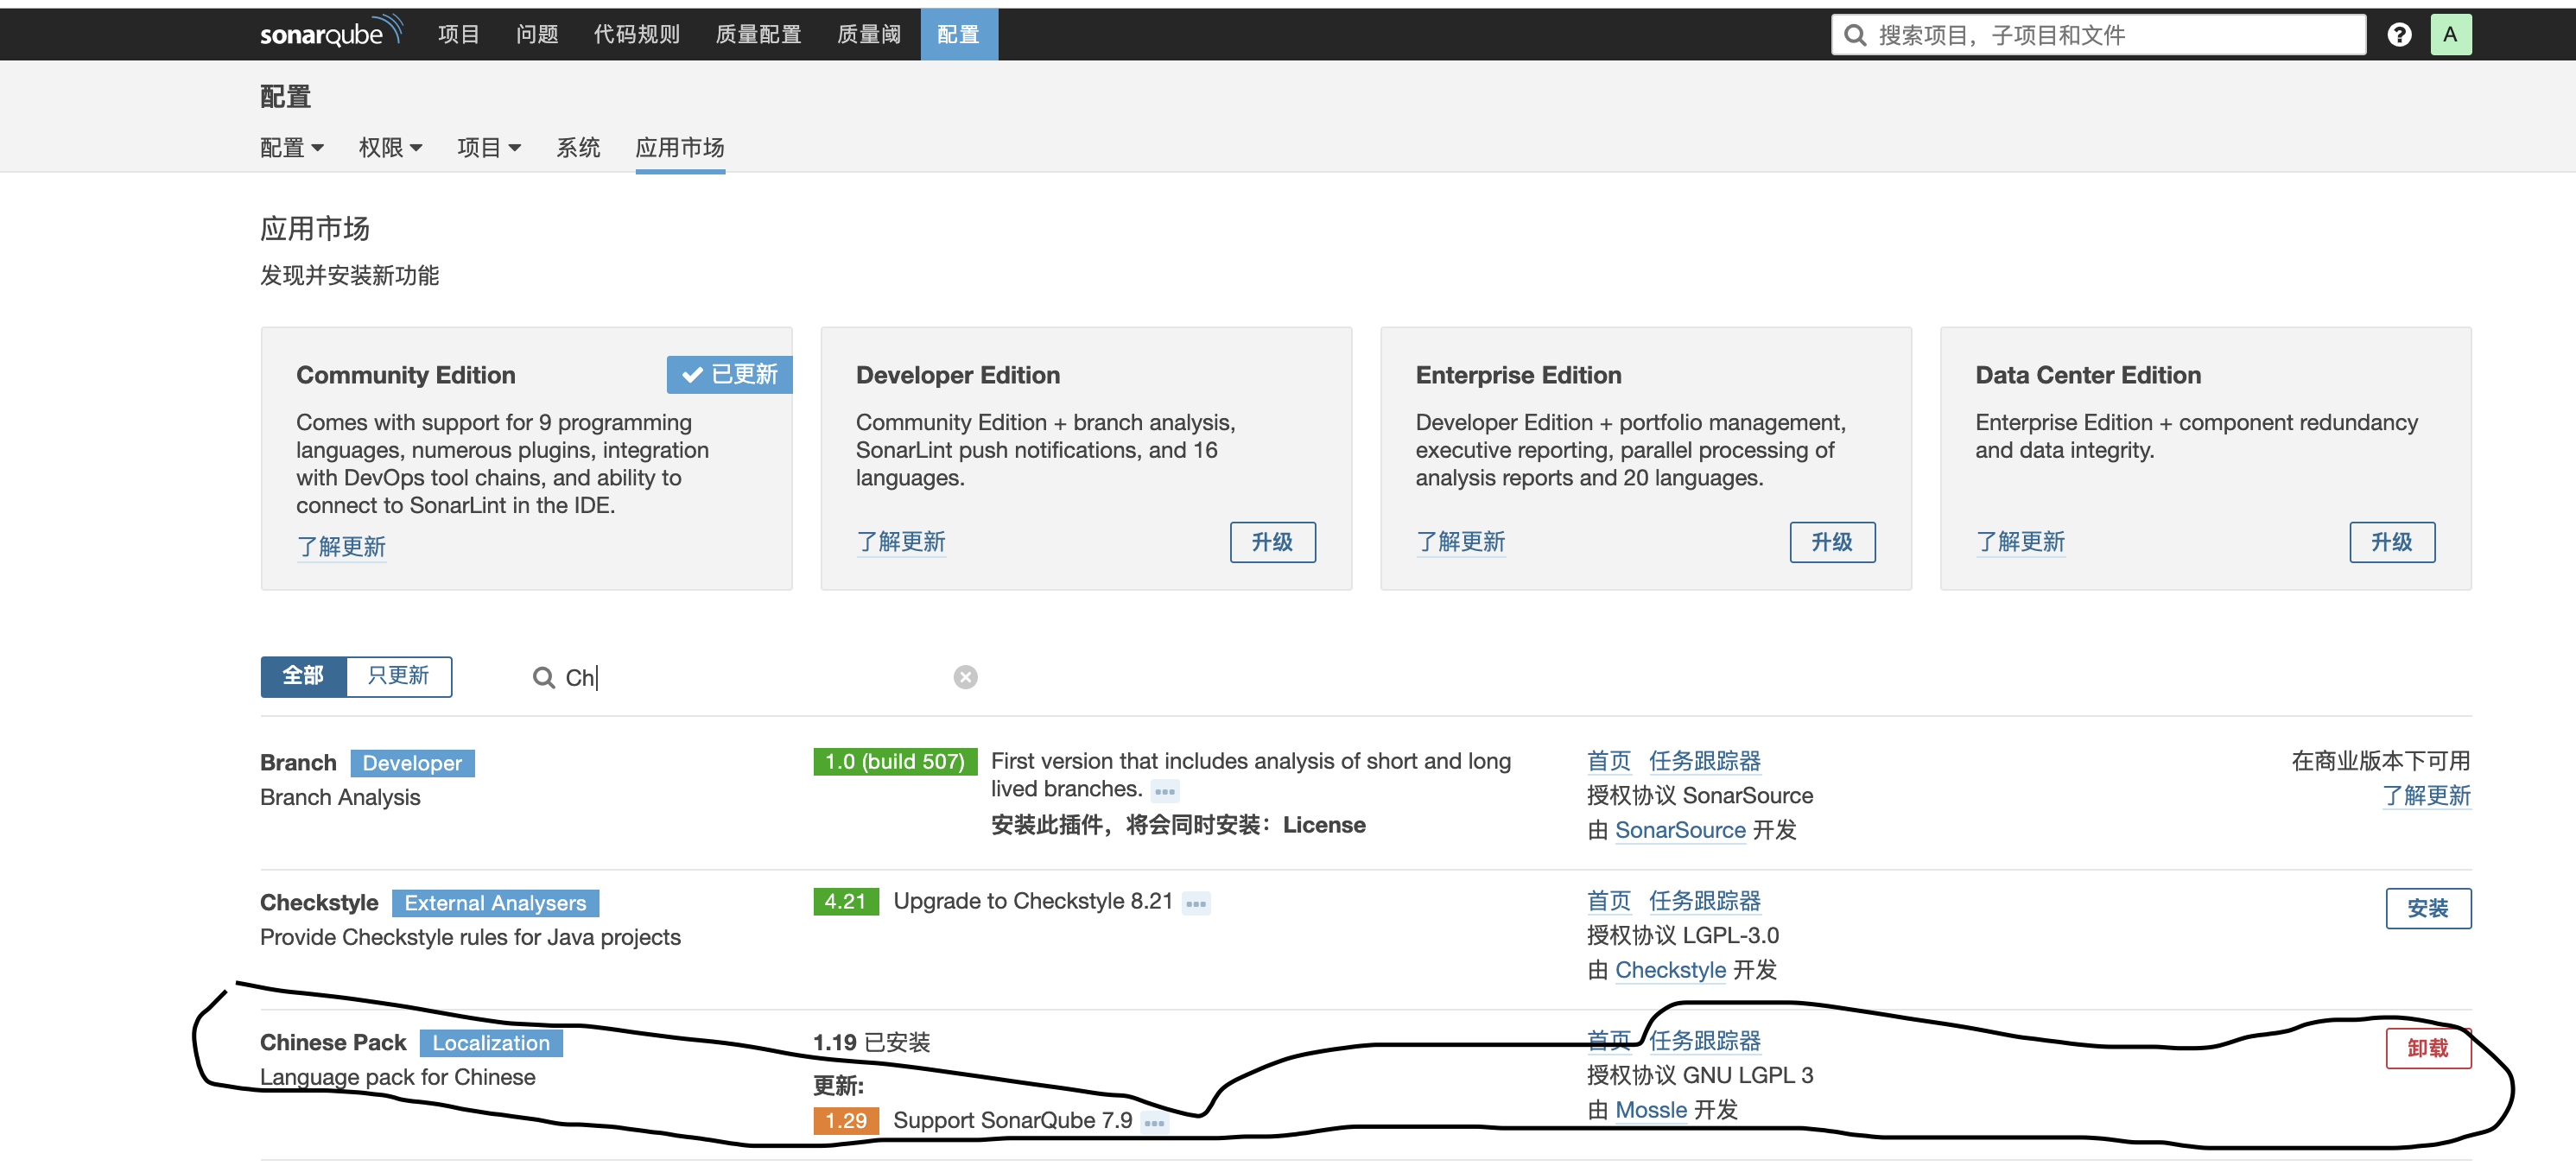 sonarqube 项目 问题 代码规则 质量配置 质量阈 配置 搜索项目，子项目和文件 ? A
配置
配置 权限 项目 系统 应用市场
应用市场
发现并安装新功能
Community Edition 已更新
Comes with support for 9 programming
languages, numerous plugins, integration
with DevOps tool chains, and ability to
connect to SonarLint in the IDE.
了解更新
Developer Edition
Community Edition + branch analysis,
SonarLint push notifications, and 16
languages.
了解更新 升级
Enterprise Edition
Developer Edition + portfolio management,
executive reporting, parallel processing of
analysis reports and 20 languages.
了解更新 升级
Data Center Edition
Enterprise Edition + component redundancy
and data integrity.
了解更新 升级
全部 只更新 Ch
Branch Developer
Branch Analysis
1.0 (build 507) First version that includes analysis of short and long
lived branches. ...
安装此插件，将会同时安装：License
首页 任务跟踪器
授权协议 SonarSource
由 SonarSource 开发
在商业版本下可用
了解更新
Checkstyle External Analysers
Provide Checkstyle rules for Java projects
4.21 Upgrade to Checkstyle 8.21 ...
首页 任务跟踪器
授权协议 LGPL-3.0
由 Checkstyle 开发
安装
Chinese Pack Localization
Language pack for Chinese
1.19 已安装
更新:
1.29 Support SonarQube 7.9 ...
首页 任务跟踪器
授权协议 GNU LGPL 3
由 Mossle 开发
卸载